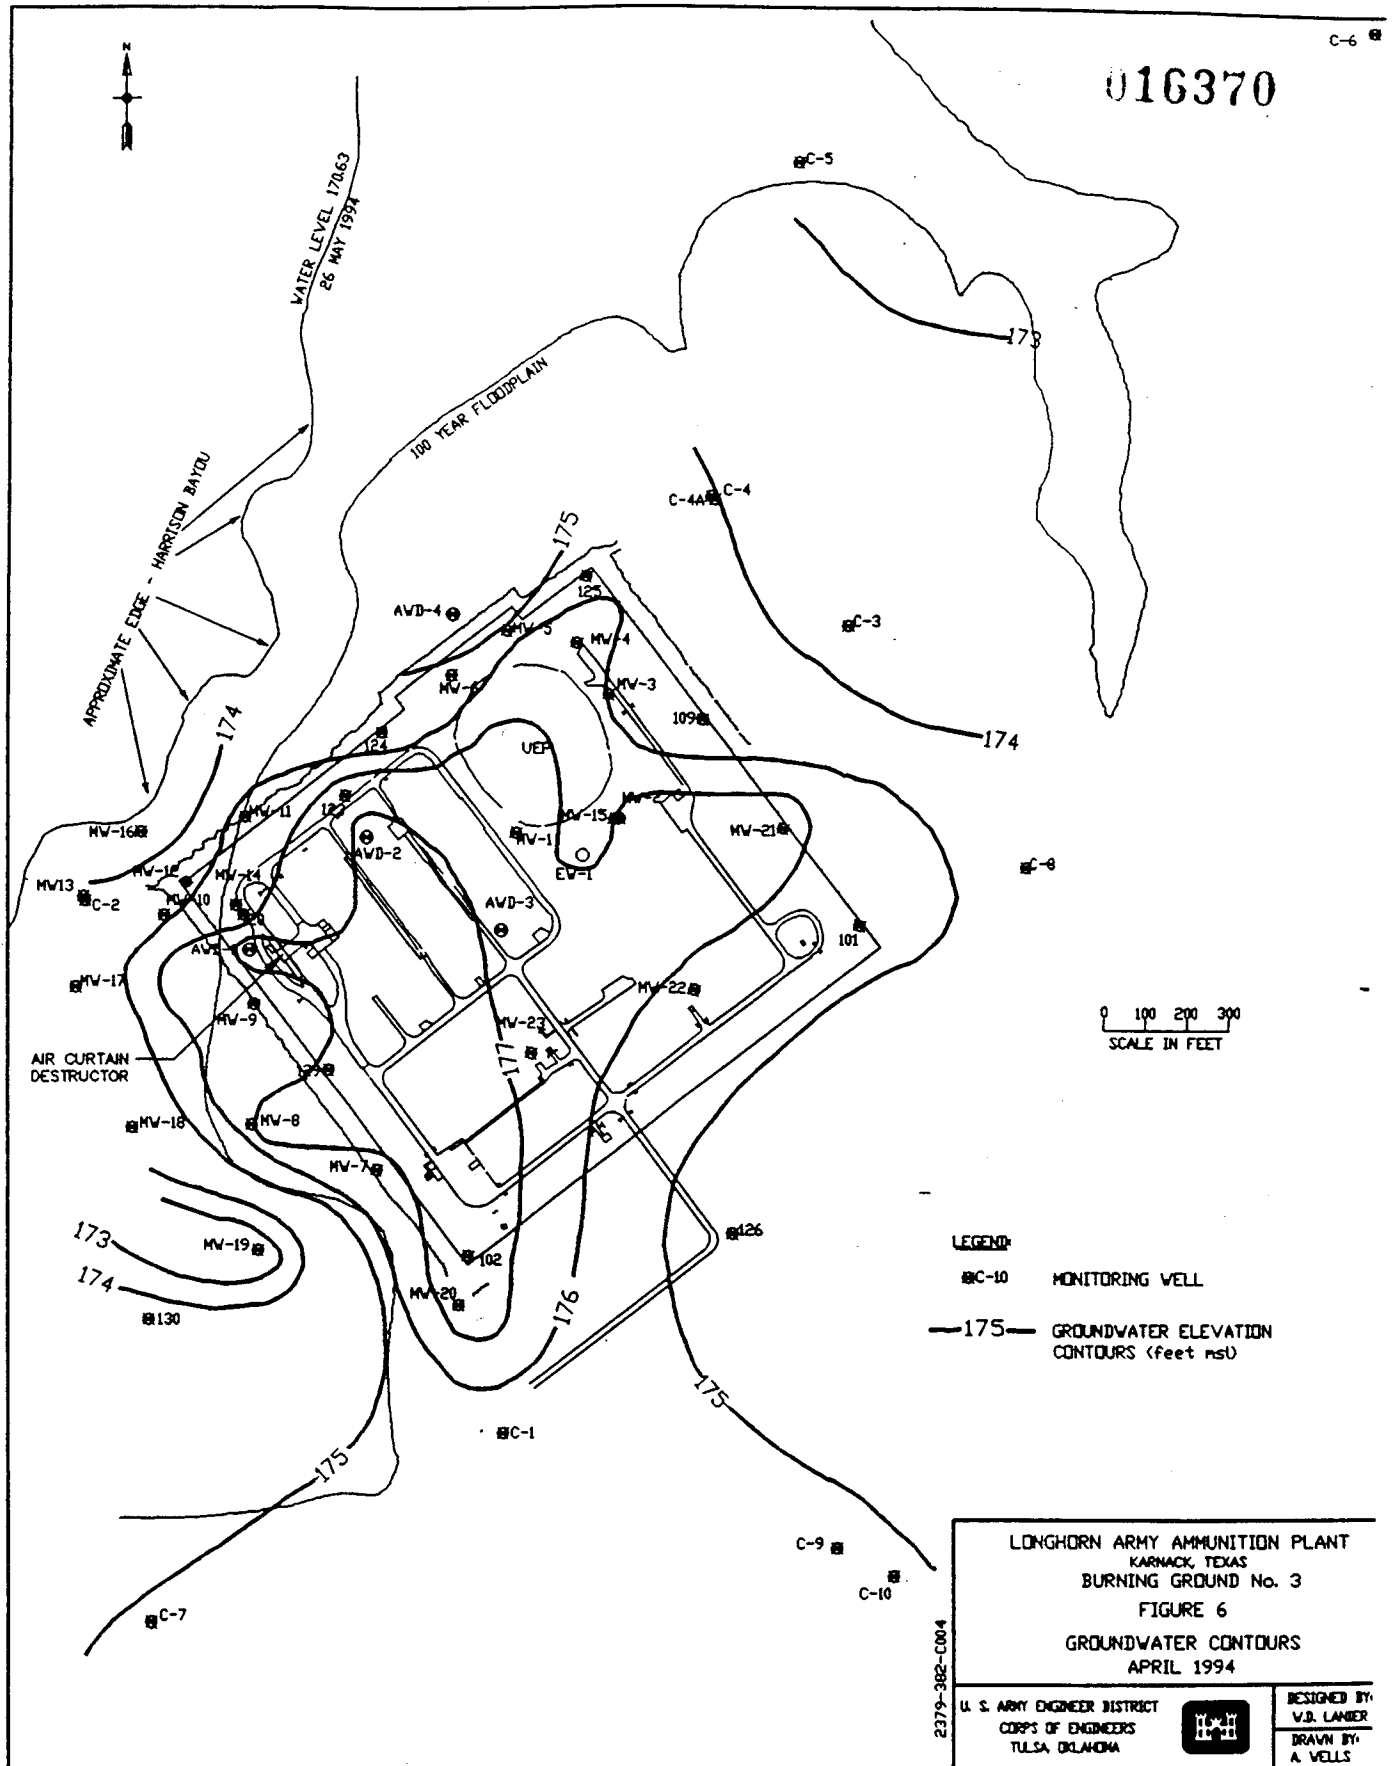 C-6
016370
N
C-5
WATER LEVEL 170.63
26 MAY 1994
173
100 YEAR FLOODPLAIN
APPROXIMATE EDGE - HARRISON BAYOU
C-4
C-4A
175
125
AWD-4
MW-5
C-3
MW-4
MW-3
109
174
174
124
UEP
123
MW-11
MW-15
MW-16
MW-1
MW-21
AWD-2
EW-1
C-8
MW-12
MW-14
MW13
C-2
MW-10
AWD-3
101
MW-17
MW-22
MW-9
MW-23
0 100 200 300
SCALE IN FEET
AIR CURTAIN
DESTRUCTOR
177
29
MW-18
MW-8
MW-7
173
MW-19
126
102
174
MW-20
130
176
LEGEND:
C-10 MONITORING WELL
175 GROUNDWATER ELEVATION
CONTOURS (feet msl)
175
C-1
175
C-9
C-10
C-7
2379-382-C004
LONGHORN ARMY AMMUNITION PLANT
KARNACK, TEXAS
BURNING GROUND No. 3
FIGURE 6
GROUNDWATER CONTOURS
APRIL 1994
U. S. ARMY ENGINEER DISTRICT
CORPS OF ENGINEERS
TULSA, OKLAHOMA
DESIGNED BY:
V.D. LANIER
DRAWN BY:
A. WELLS